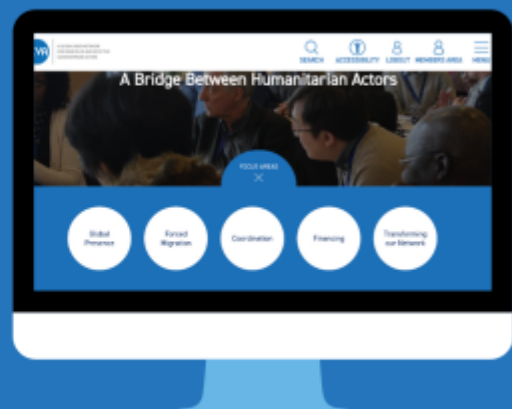 SEARCH
ACCESSIBILITY
LOGOUT
MEMBERS AREA
MENU
A Bridge Between Humanitarian Actors
FOCUS AREAS
Global
Presence
Forced
Migration
Coordination
Financing
Transforming
our Network